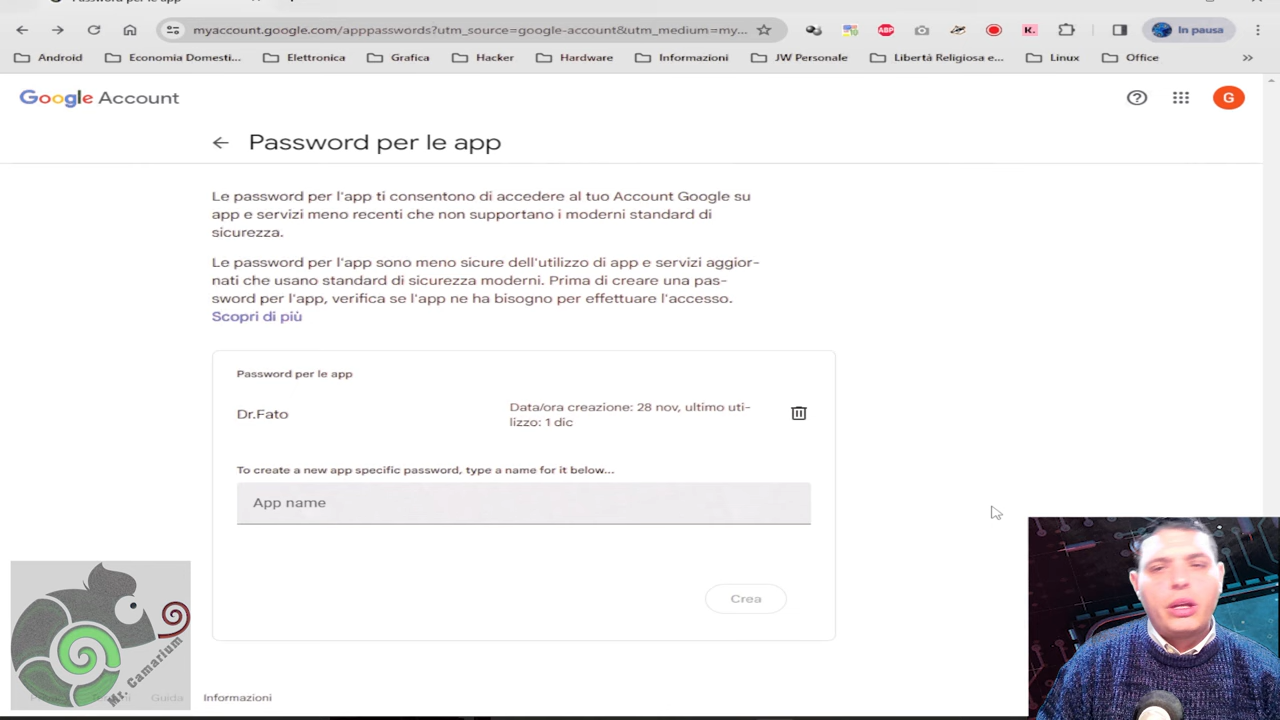 myaccount.google.com/apppasswords?utm_source=google-account&utm_medium=my...
ABP
K.
In pausa
Android
Economia Domesti...
Elettronica
Grafica
Hacker
Hardware
Informazioni
JW Personale
Libertà Religiosa e...
Linux
Office
»
Google Account
G
Password per le app
Le password per l'app ti consentono di accedere al tuo Account Google su
app e servizi meno recenti che non supportano i moderni standard di
sicurezza.
Le password per l'app sono meno sicure dell'utilizzo di app e servizi aggior-
nati che usano standard di sicurezza moderni. Prima di creare una pas-
sword per l'app, verifica se l'app ne ha bisogno per effettuare l'accesso.
Scopri di più
Password per le app
Dr.Fato
Data/ora creazione: 28 nov, ultimo uti-
lizzo: 1 dic
To create a new app specific password, type a name for it below...
App name
Crea
Mr. Camarium
Guida
Informazioni